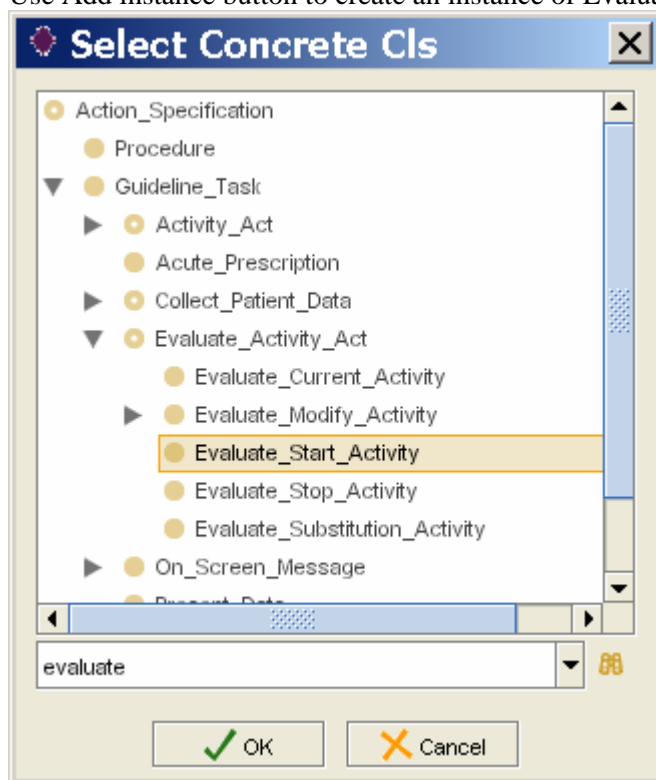 Use Add instance button to create an instance of Evalua
Select Concrete Cls
Action_Specification
Procedure
Guideline_Task
Activity_Act
Acute_Prescription
Collect_Patient_Data
Evaluate_Activity_Act
Evaluate_Current_Activity
Evaluate_Modify_Activity
Evaluate_Start_Activity
Evaluate_Stop_Activity
Evaluate_Substitution_Activity
On_Screen_Message
evaluate
OK Cancel